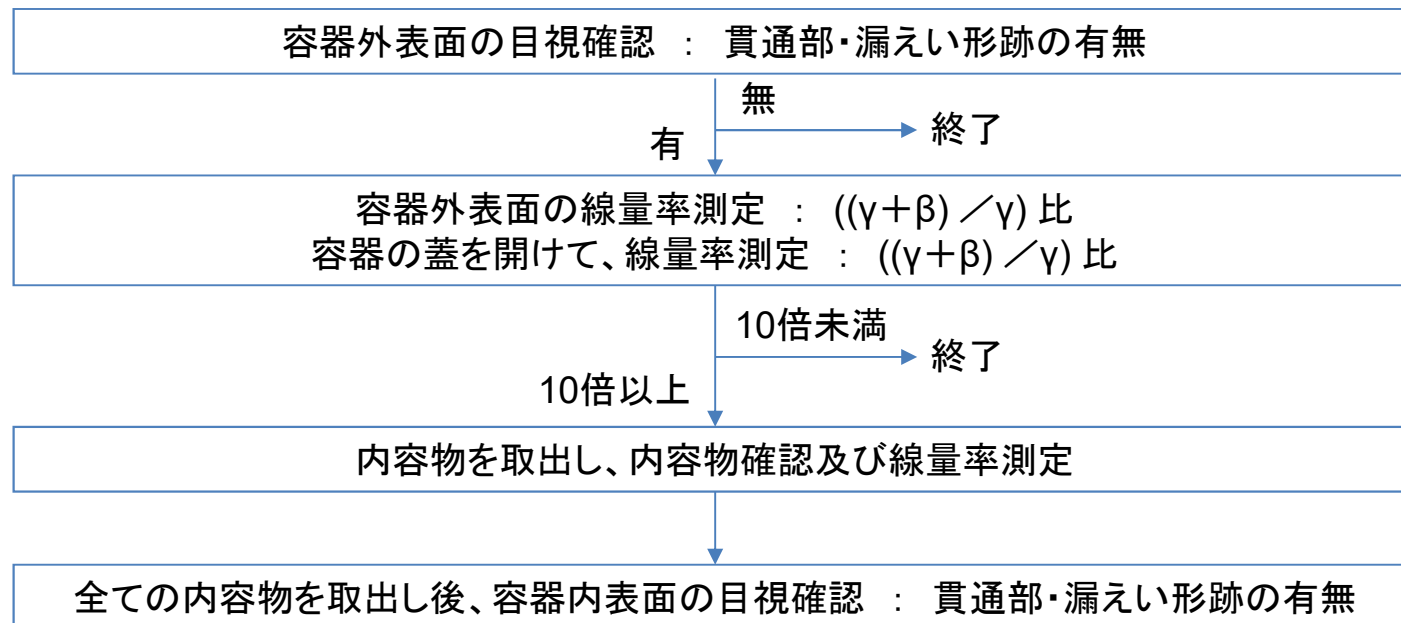 容器外表面の目視確認 ： 貫通部・漏えい形跡の有無
無
終了
有
容器外表面の線量率測定 ： ((γ＋β) ／γ) 比
容器の蓋を開けて、線量率測定 ： ((γ＋β) ／γ) 比
10倍未満
終了
10倍以上
内容物を取出し、内容物確認及び線量率測定
全ての内容物を取出し後、容器内表面の目視確認 ： 貫通部・漏えい形跡の有無